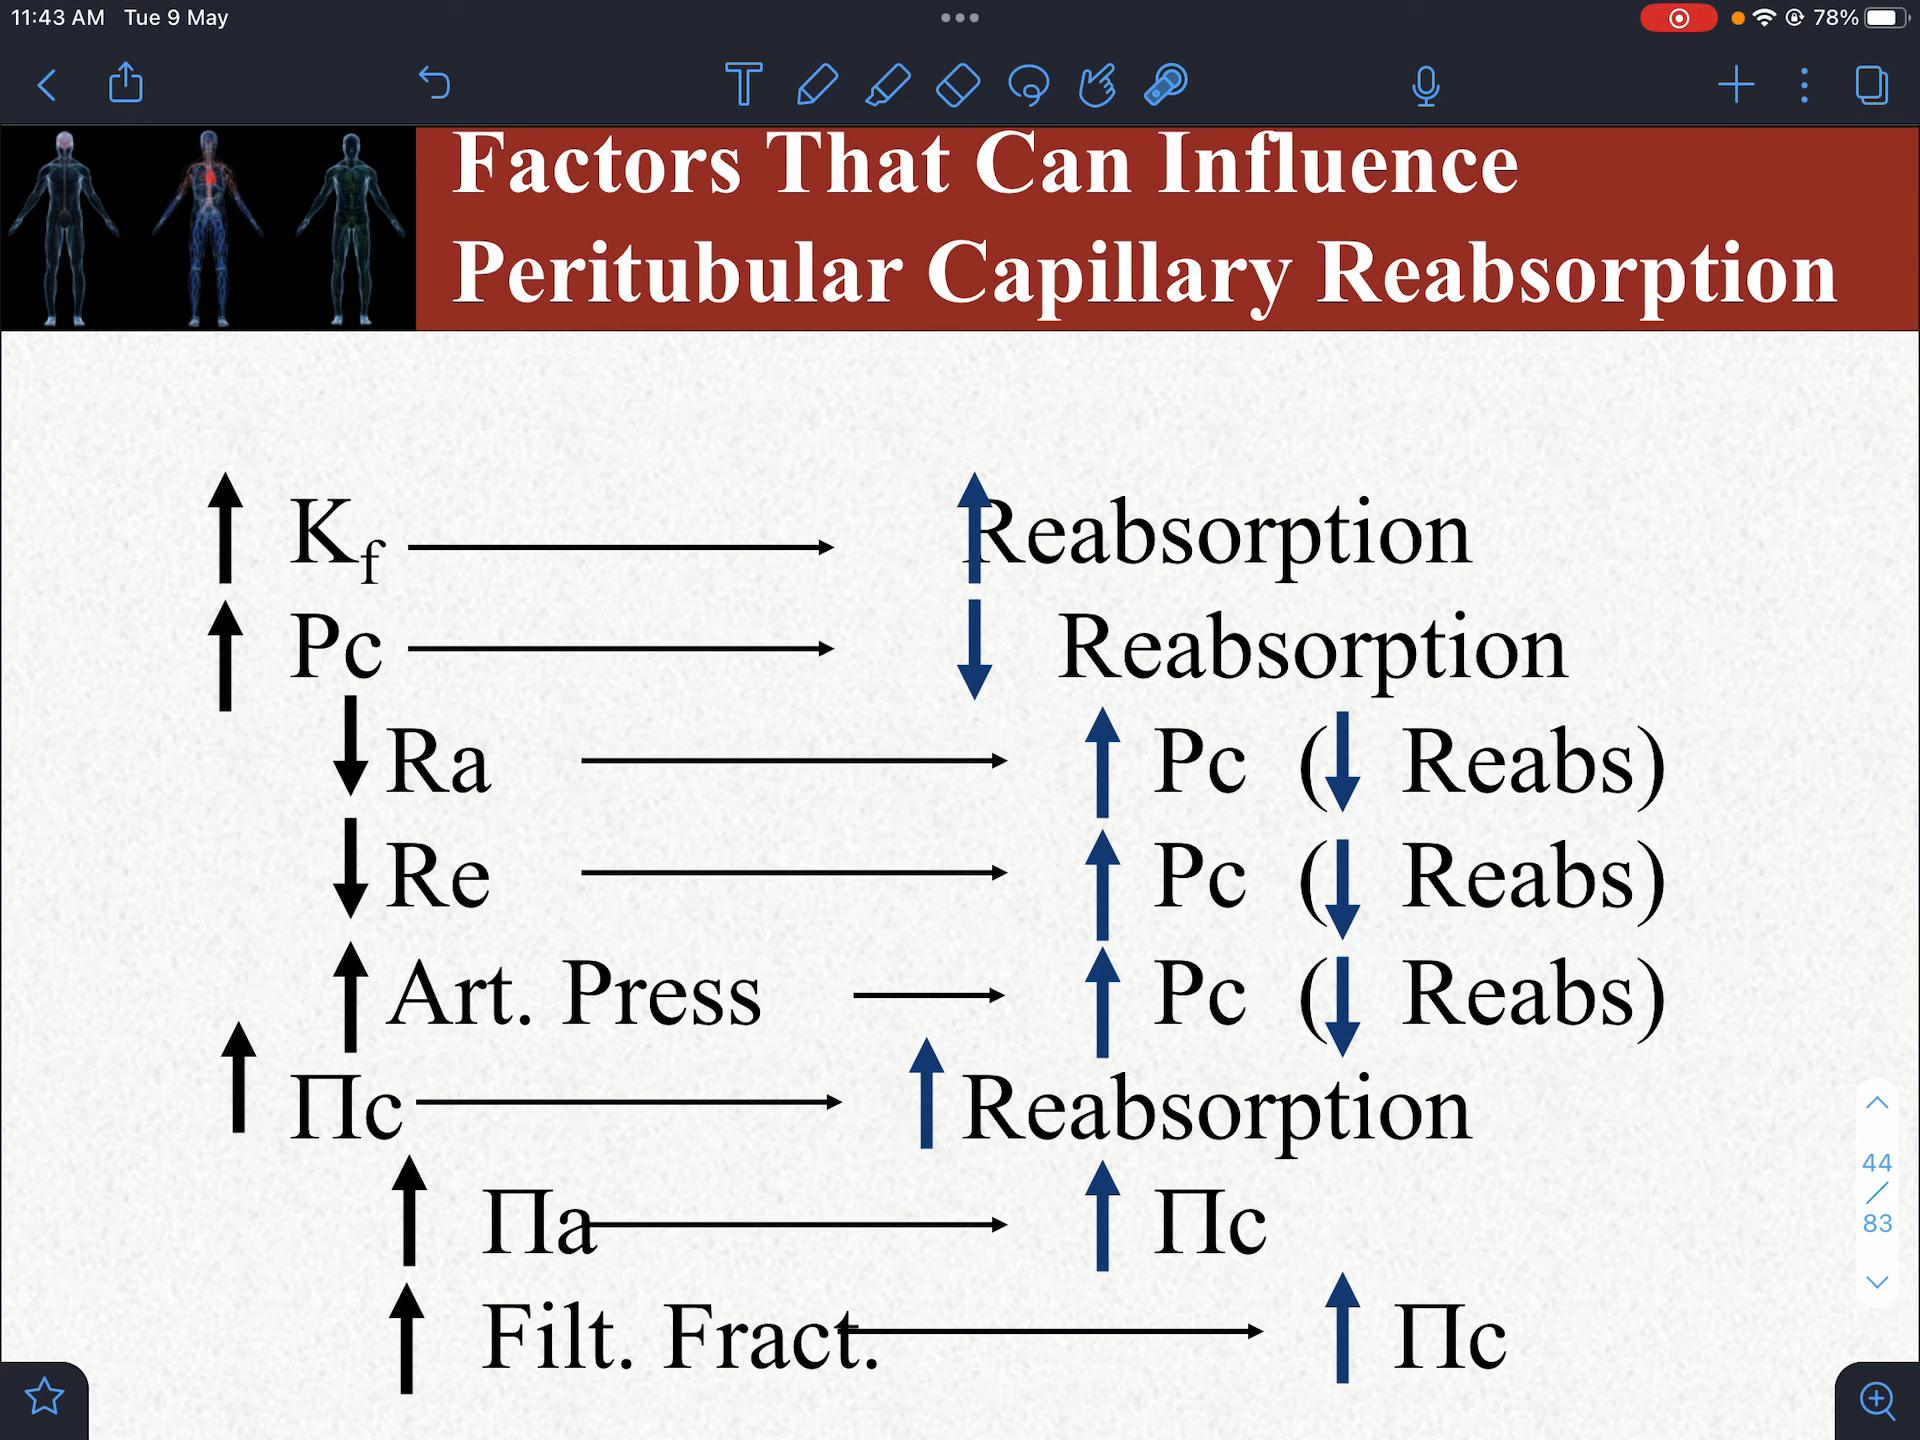 11:43 AM Tue 9 May 78%
Factors That Can Influence
Peritubular Capillary Reabsorption
Kf Reabsorption
Pc Reabsorption
Ra Pc ( Reabs)
Re Pc ( Reabs)
Art. Press Pc ( Reabs)
Πc Reabsorption
Πa Πc
Filt. Fract. Πc
44
/
83